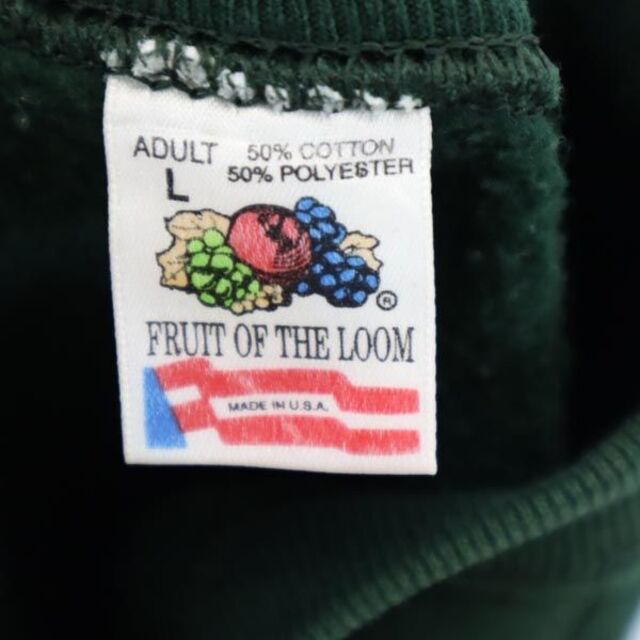 ADULT 50% COTTON
L 50% POLYESTER
®
FRUIT OF THE LOOM
MADE IN U.S.A.